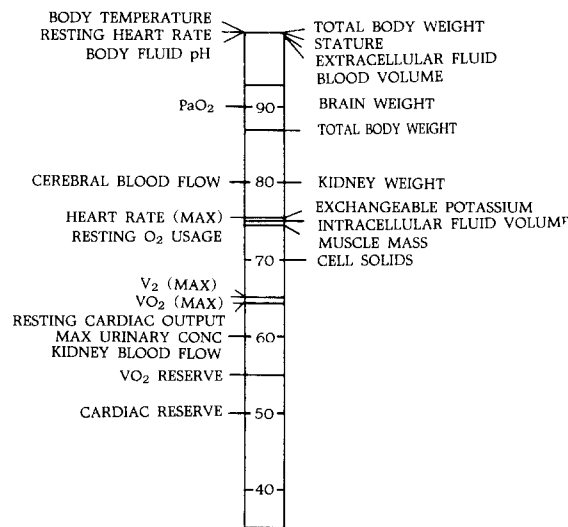 BODY TEMPERATURE
RESTING HEART RATE
BODY FLUID pH
TOTAL BODY WEIGHT
STATURE
EXTRACELLULAR FLUID
BLOOD VOLUME
PaO2
90
BRAIN WEIGHT
TOTAL BODY WEIGHT
CEREBRAL BLOOD FLOW
80
KIDNEY WEIGHT
HEART RATE (MAX)
RESTING O2 USAGE
EXCHANGEABLE POTASSIUM
INTRACELLULAR FLUID VOLUME
MUSCLE MASS
70
CELL SOLIDS
V2 (MAX)
VO2 (MAX)
RESTING CARDIAC OUTPUT
MAX URINARY CONC
KIDNEY BLOOD FLOW
60
VO2 RESERVE
CARDIAC RESERVE
50
40